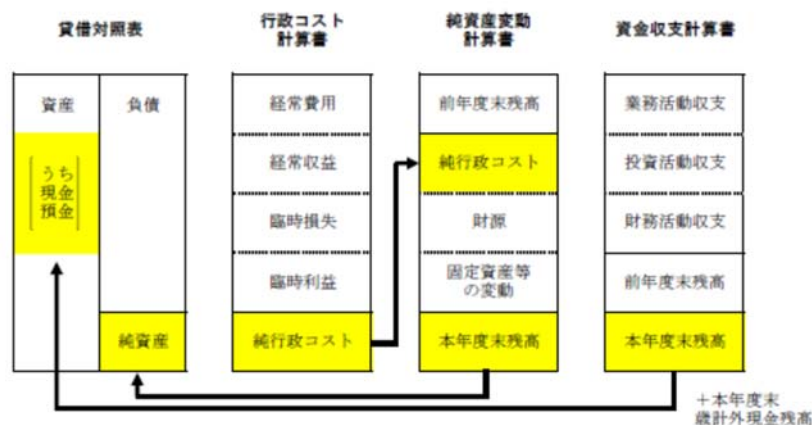 貸借対照表
資産
負債
うち
現金
預金
純資産
行政コスト
計算書
経常費用
経常収益
臨時損失
臨時利益
純行政コスト
純資産変動
計算書
前年度末残高
純行政コスト
財源
固定資産等
の変動
本年度末残高
資金収支計算書
業務活動収支
投資活動収支
財務活動収支
前年度末残高
本年度末残高
＋本年度末
歳計外現金残高